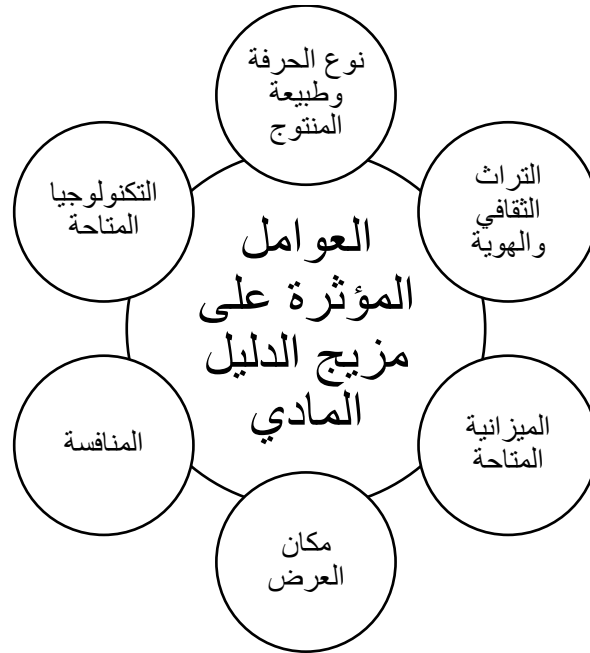 نوع الحرفة
وطبيعة
المنتوج
التراث
الثقافي
والهوية
الميزانية
المتاحة
مكان
العرض
المنافسة
التكنولوجيا
المتاحة
العوامل
المؤثرة على
مزيج الدليل
المادي